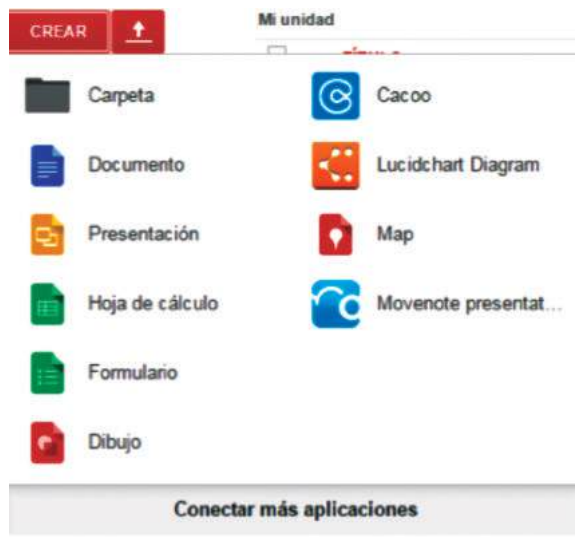 CREAR
Mi unidad
Carpeta
Cacoo
Documento
Lucidchart Diagram
Presentación
Map
Hoja de cálculo
Movenote presentat...
Formulario
Dibujo
Conectar más aplicaciones